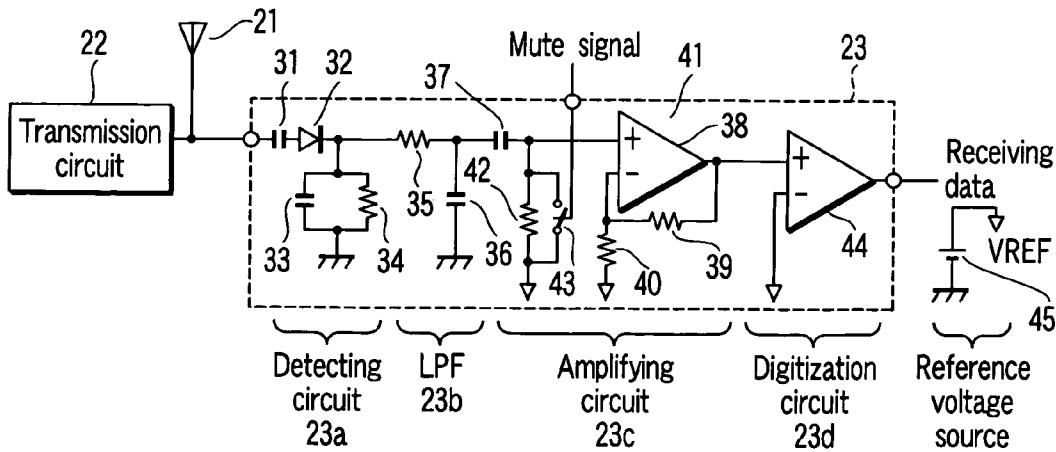 21
22
Transmission
circuit
31
32
37
Mute signal
41
23
38
42
33
34
35
36
43
40
39
44
Receiving
data
VREF
45
Detecting
circuit
23a
LPF
23b
Amplifying
circuit
23c
Digitization
circuit
23d
Reference
voltage
source